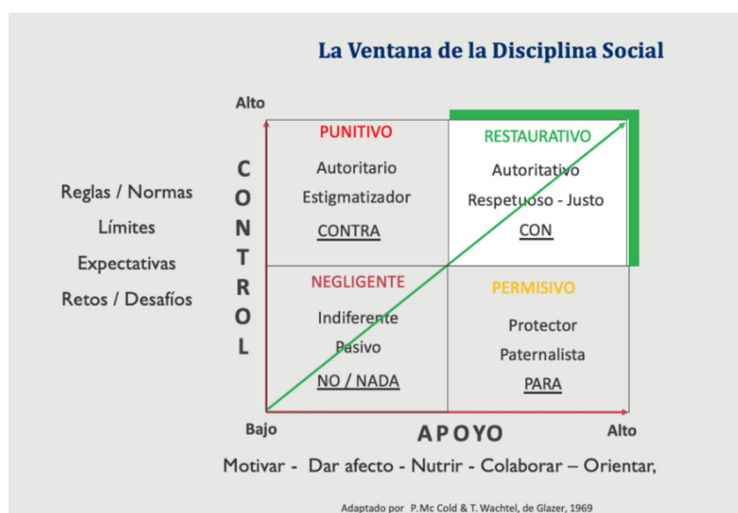 La Ventana de la Disciplina Social
Alto
PUNITIVO
Autoritario
Estigmatizador
CONTRA
RESTAURATIVO
Autoritativo
Respetuoso - Justo
CON
Reglas / Normas
Límites
Expectativas
Retos / Desafíos
CONTROL
NEGLIGENTE
Indiferente
Pasivo
NO / NADA
PERMISIVO
Protector
Paternalista
PARA
Bajo
APOYO
Alto
Motivar - Dar afecto - Nutrir - Colaborar – Orientar,
Adaptado por P. Mc Cold & T. Wachtel, de Glazer, 1969